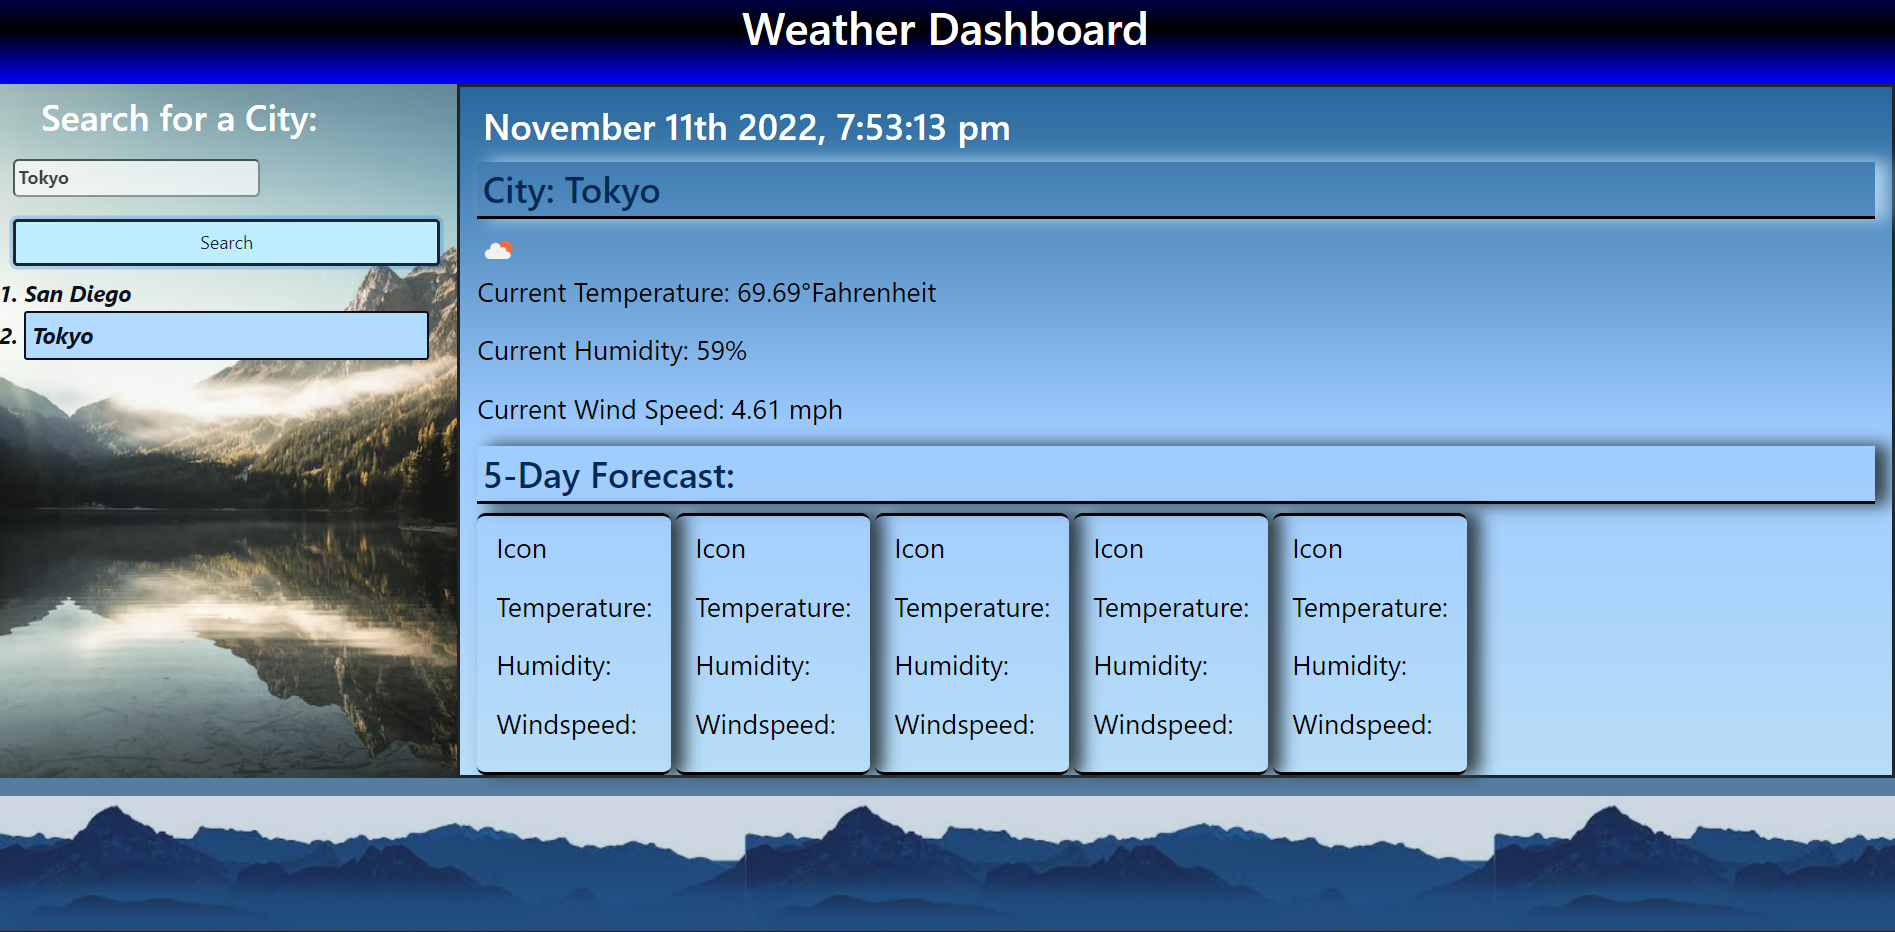 Weather Dashboard
Search for a City:
Tokyo
Search
1. San Diego
2. Tokyo
November 11th 2022, 7:53:13 pm
City: Tokyo
Current Temperature: 69.69°Fahrenheit
Current Humidity: 59%
Current Wind Speed: 4.61 mph
5-Day Forecast:
Icon
Temperature:
Humidity:
Windspeed:
Icon
Temperature:
Humidity:
Windspeed:
Icon
Temperature:
Humidity:
Windspeed:
Icon
Temperature:
Humidity:
Windspeed:
Icon
Temperature:
Humidity:
Windspeed: